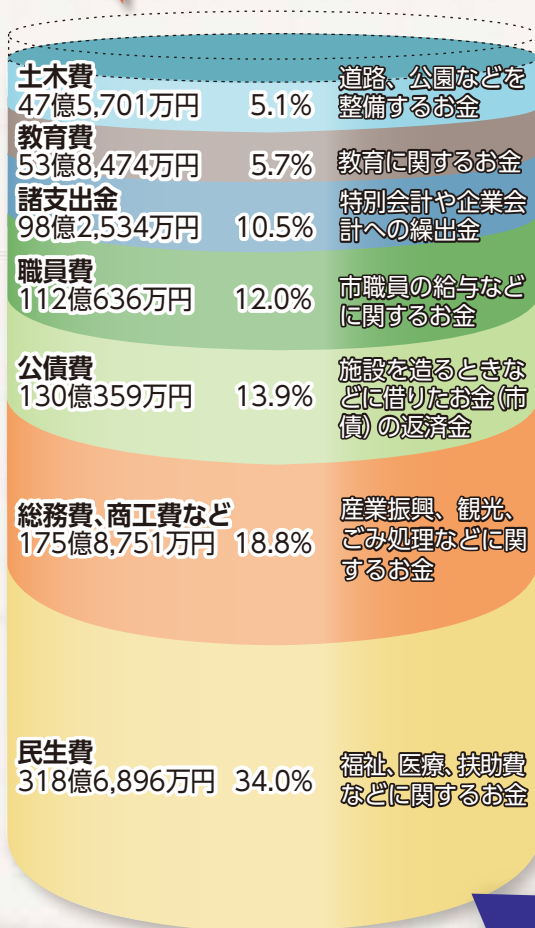 土木費
47億5,701万円 5.1%
道路、公園などを
整備するお金
教育費
53億8,474万円 5.7%
教育に関するお金
諸支出金
98億2,534万円 10.5%
特別会計や企業会
計への繰出金
職員費
112億636万円 12.0%
市職員の給与など
に関するお金
公債費
130億359万円 13.9%
施設を造るときな
どに借りたお金(市
債)の返済金
総務費、商工費など
175億8,751万円 18.8%
産業振興、観光、
ごみ処理などに関
するお金
民生費
318億6,896万円 34.0%
福祉、医療、扶助費
などに関するお金